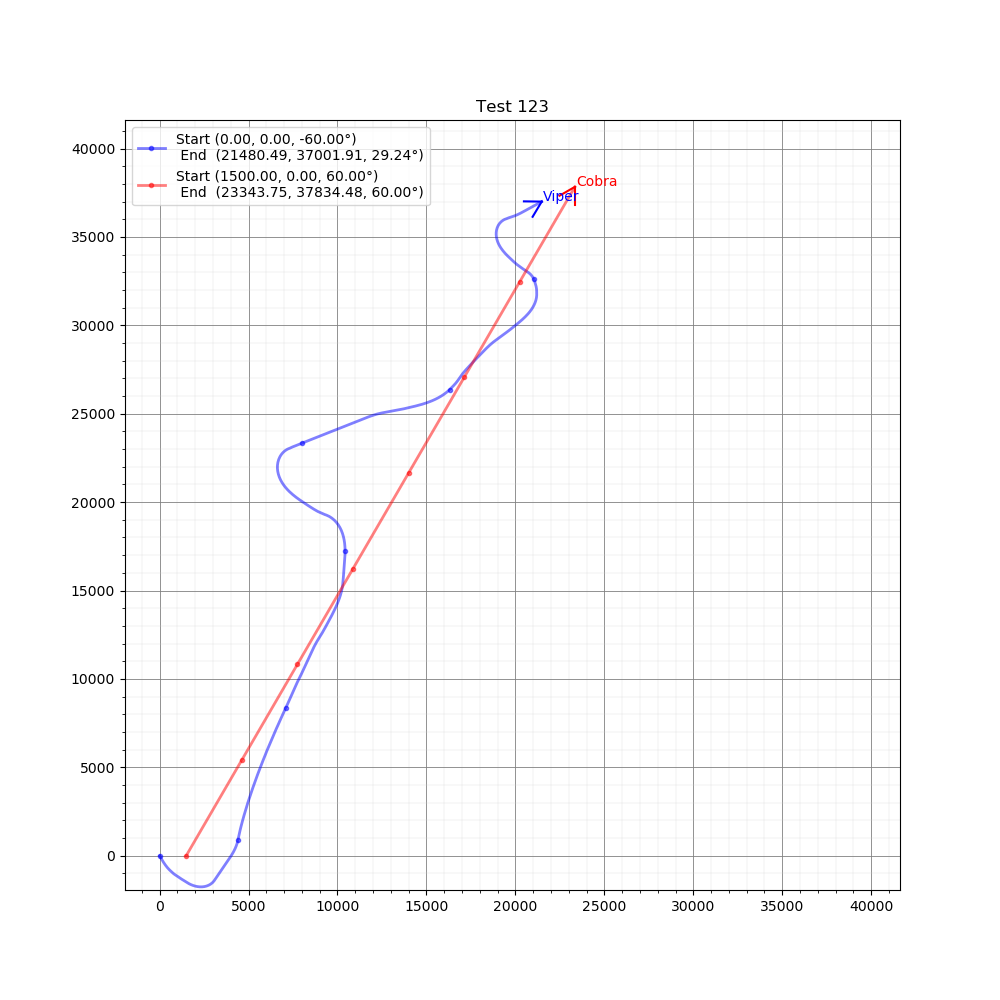 Test 123
Start (0.00, 0.00, -60.00°)
End (21480.49, 37001.91, 29.24°)
Start (1500.00, 0.00, 60.00°)
End (23343.75, 37834.48, 60.00°)
Cobra
Viper
40000
35000
30000
25000
20000
15000
10000
5000
0
0 5000 10000 15000 20000 25000 30000 35000 40000